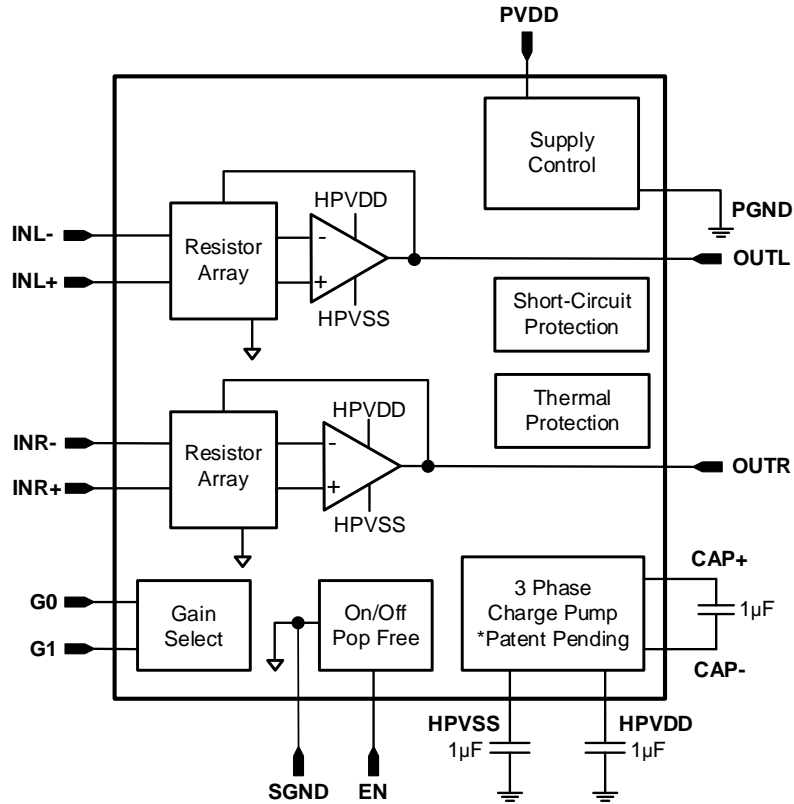 PVDD
Supply
Control
PGND
HPVDD
INL-
Resistor
Array
-
+
INL+
OUTL
HPVSS
Short-Circuit
Protection
Thermal
Protection
HPVDD
INR-
Resistor
Array
-
+
INR+
OUTR
HPVSS
CAP+
G0
Gain
Select
G1
On/Off
Pop Free
3 Phase
Charge Pump
*Patent Pending
1µF
CAP-
HPVSS
1µF
HPVDD
1µF
SGND
EN